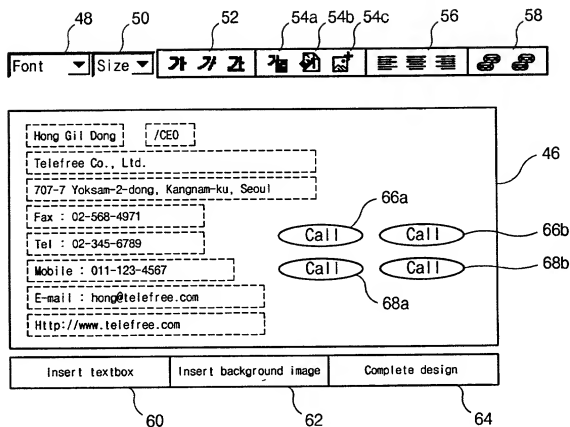 48 50 52 54a 54b 54c 56 58
Font Size 가 가 가 가
Hong Gil Dong /CEO
46
Telefree Co., Ltd.
707-7 Yoksam-2-dong, Kangnam-ku, Seoul
66a
Fax : 02-568-4971
Call Call
66b
Tel : 02-345-6789
Mobile : 011-123-4567
Call Call
68b
E-mail : hong@telefree.com
68a
Http://www.telefree.com
Insert textbox Insert background image Complete design
60 62 64